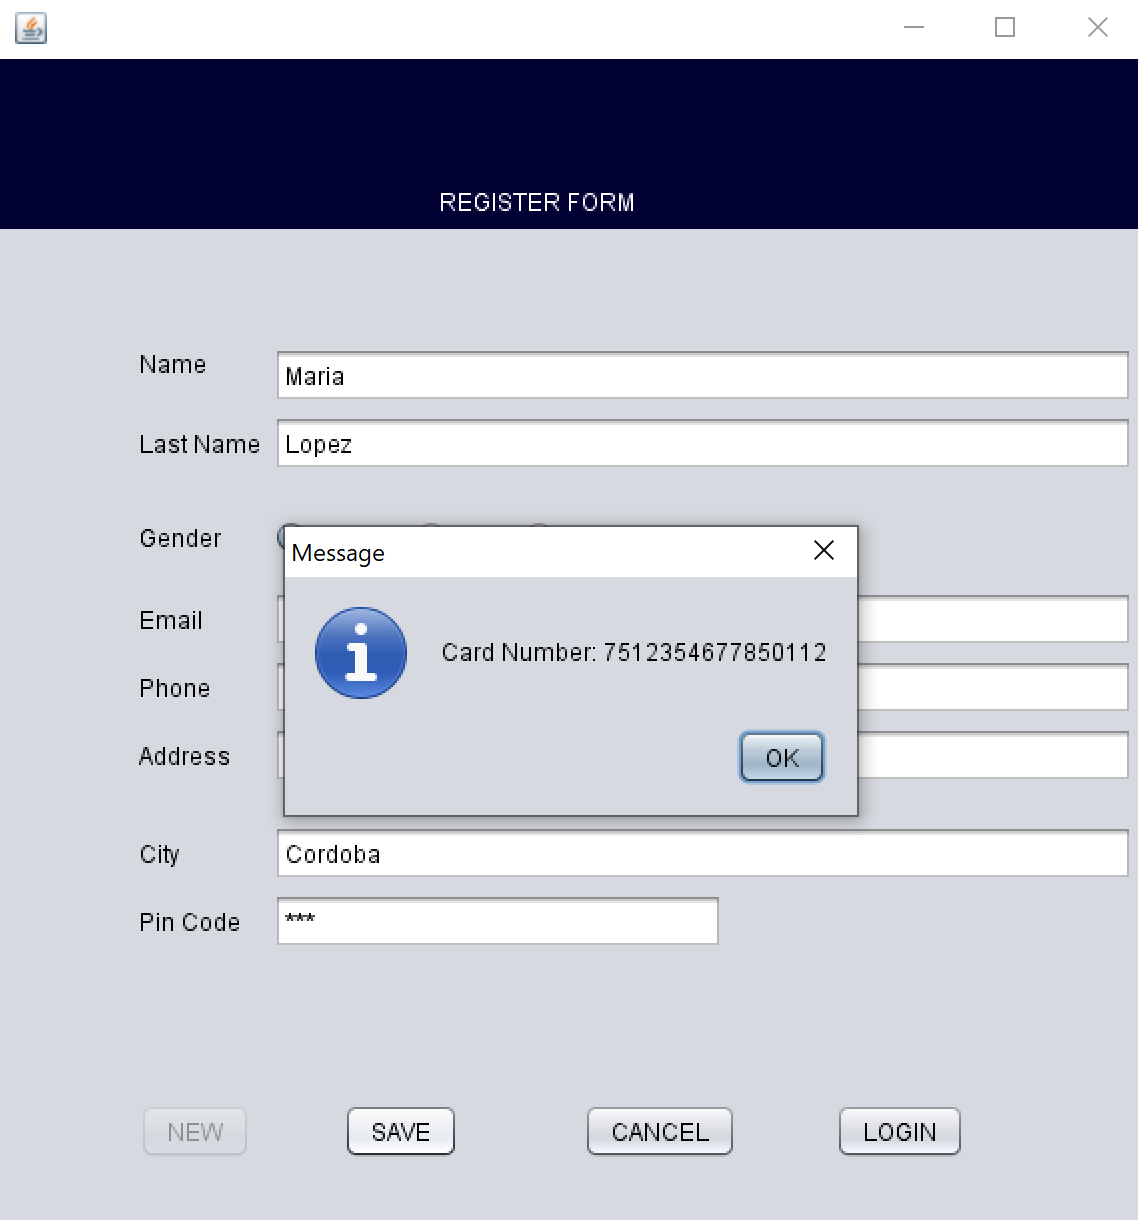 REGISTER FORM
Name
Maria
Last Name
Lopez
Gender
Message
Email
Card Number: 7512354677850112
Phone
Address
OK
City
Cordoba
Pin Code
***
NEW
SAVE
CANCEL
LOGIN